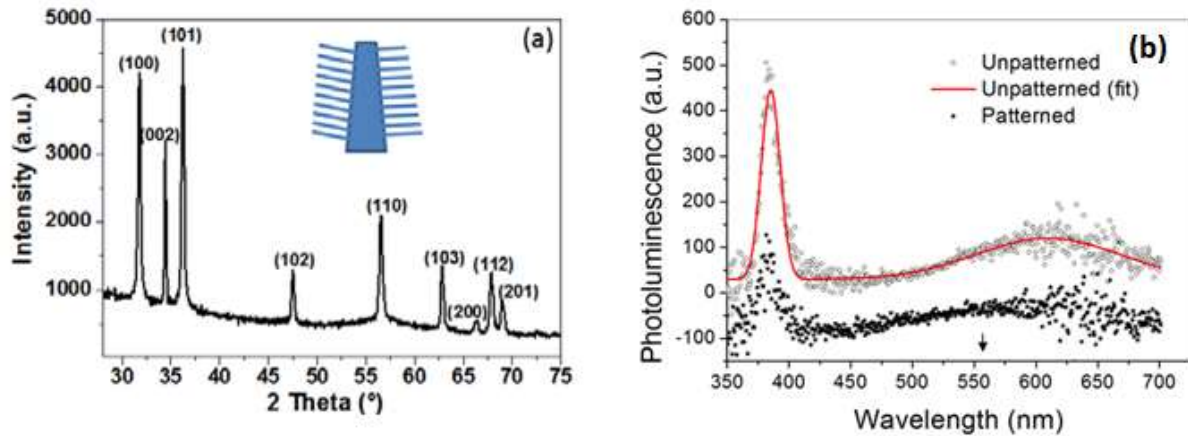 (a)
5000
4000
3000
2000
1000
Intensity (a.u.)
(100)
(002)
(101)
(102)
(110)
(103)
(200)
(112)
(201)
30 35 40 45 50 55 60 65 70 75
2 Theta (°)
(b)
600
500
400
300
200
100
0
-100
Photoluminescence (a.u.)
Unpatterned
Unpatterned (fit)
Patterned
350 400 450 500 550 600 650 700
Wavelength (nm)